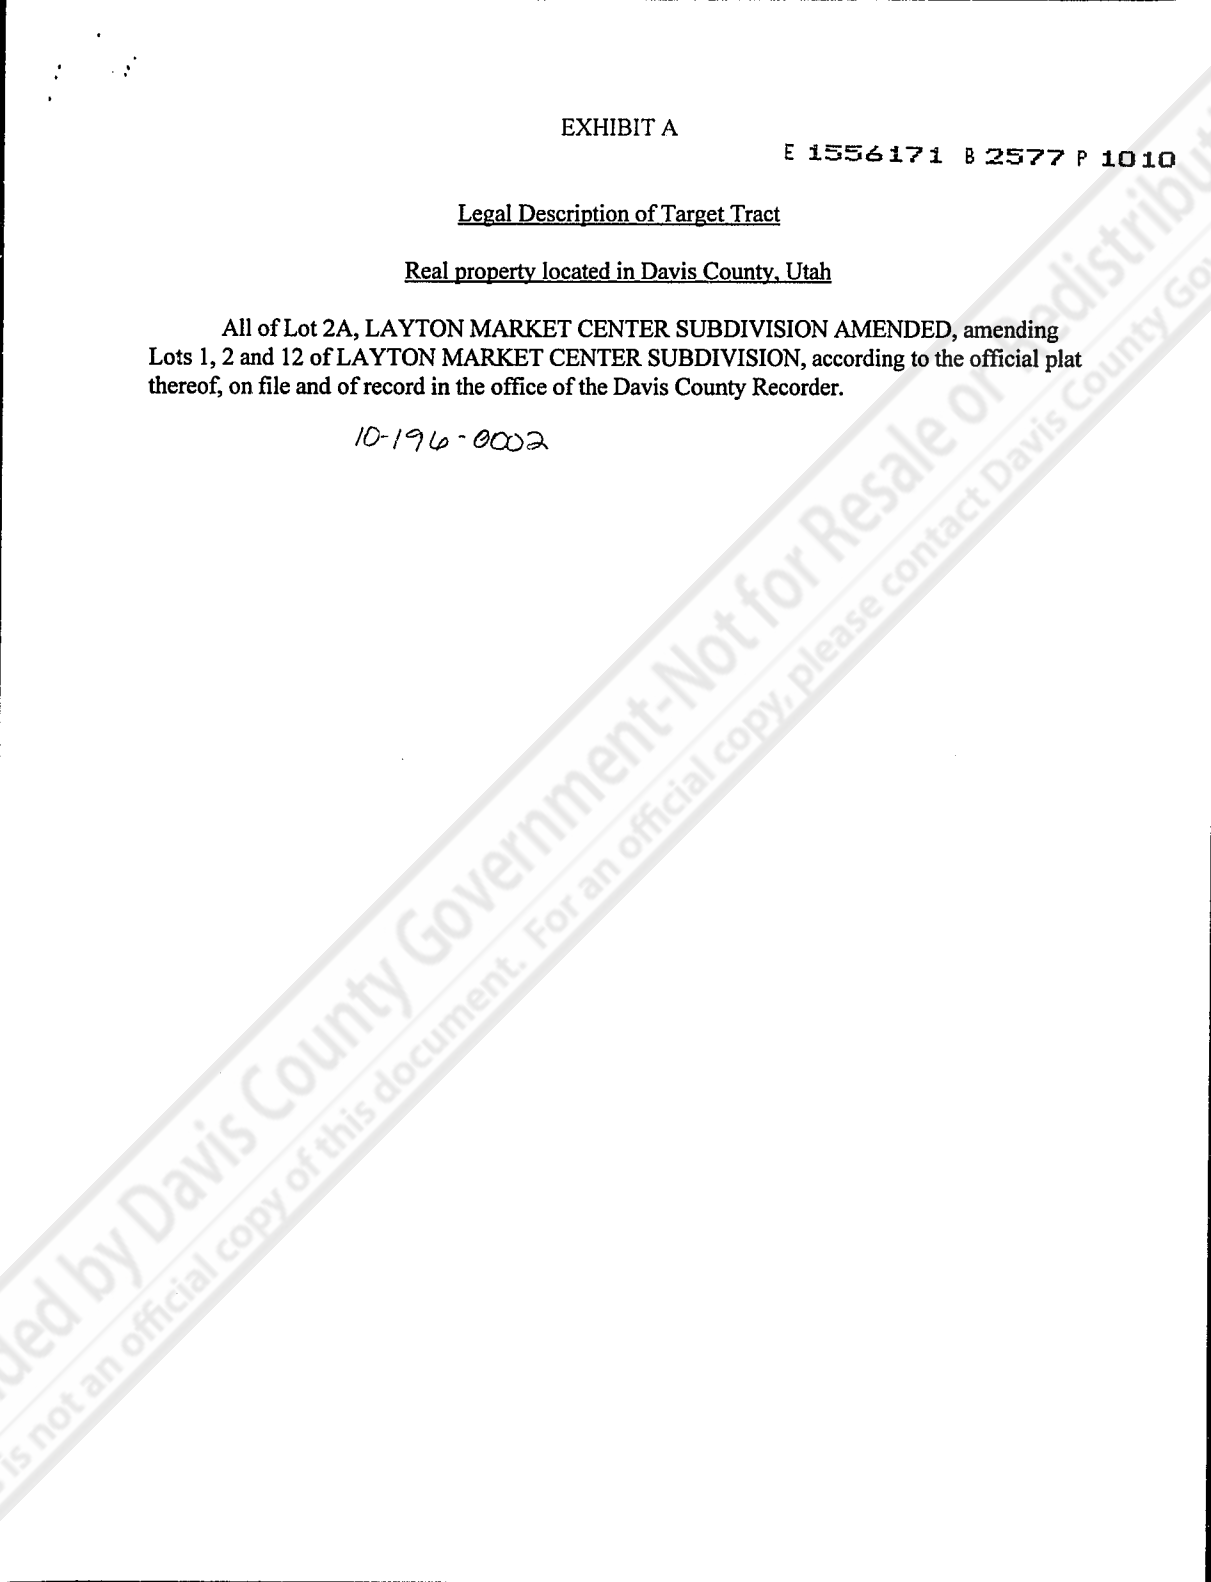 EXHIBIT A
E 1556171 B 2577 P 1010
Legal Description of Target Tract
Real property located in Davis County, Utah
All of Lot 2A, LAYTON MARKET CENTER SUBDIVISION AMENDED, amending
Lots 1, 2 and 12 of LAYTON MARKET CENTER SUBDIVISION, according to the official plat
thereof, on file and of record in the office of the Davis County Recorder.
10-196-0002
ded by Davis County Government-Not for Resale or Redistribut
is not an official copy of this document. For an official copy, please contact Davis County Gov